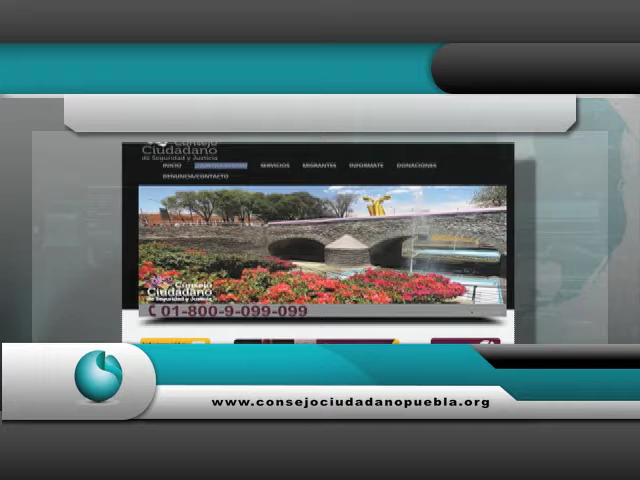 Consejo
Ciudadano
de Seguridad y Justicia
INICIO SERVICIOS MIGRANTES INFORMATE DONACIONES
DENUNCIA/CONTACTO
Consejo
Ciudadano
de Seguridad y Justicia
01-800-9-099-099
www.consejociudadanopuebla.org